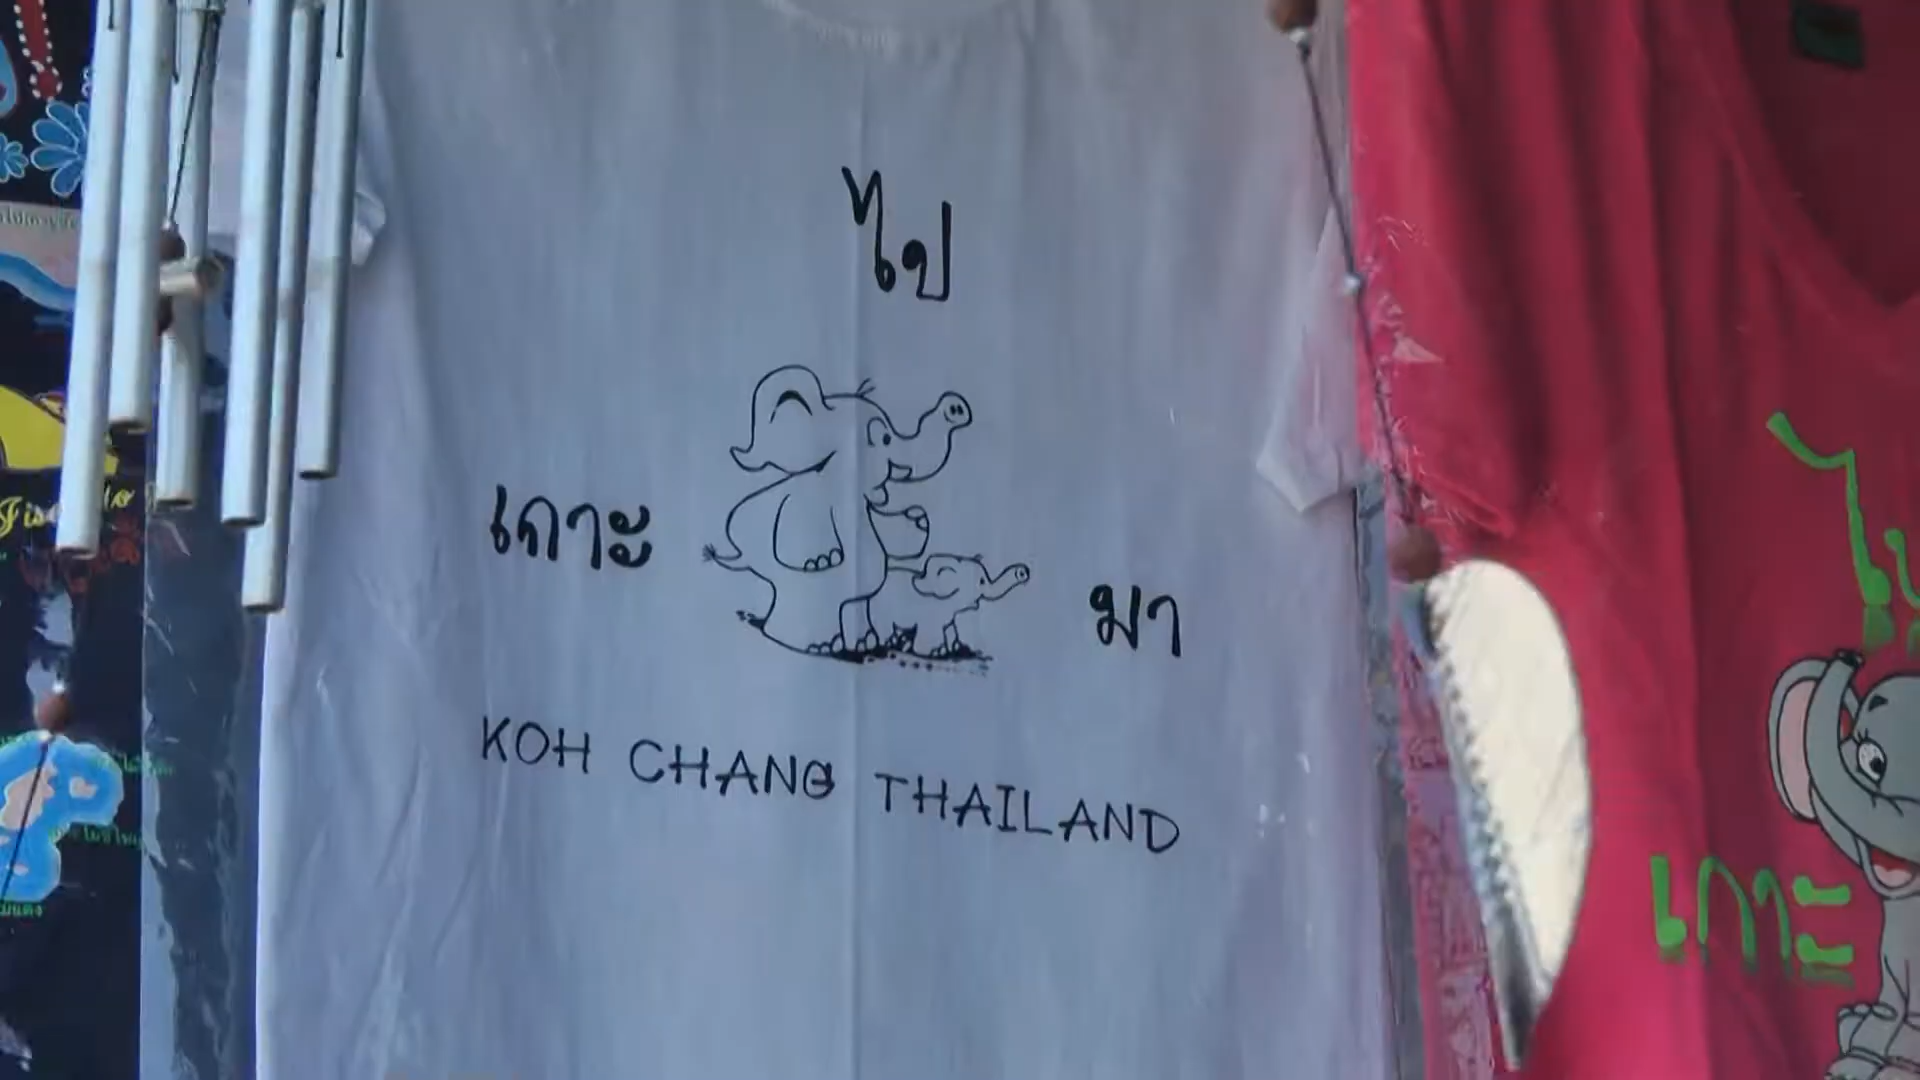 ไป
เกาะ
มา
KOH CHANG THAILAND
เกาะ